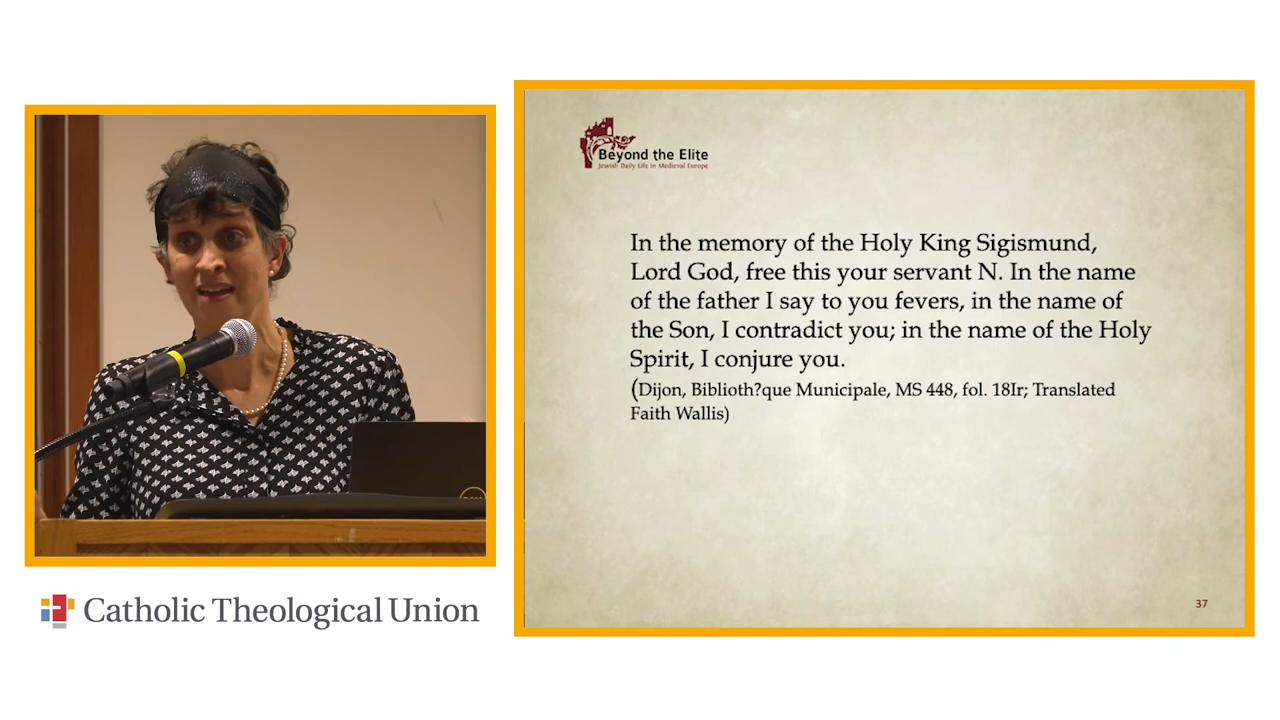 Beyond the Elite
Jewish Daily Life in Medieval Europe
In the memory of the Holy King Sigismund,
Lord God, free this your servant N. In the name
of the father I say to you fevers, in the name of
the Son, I contradict you; in the name of the Holy
Spirit, I conjure you.
(Dijon, Biblioth?que Municipale, MS 448, fol. 18Ir; Translated
Faith Wallis)
37
Catholic Theological Union